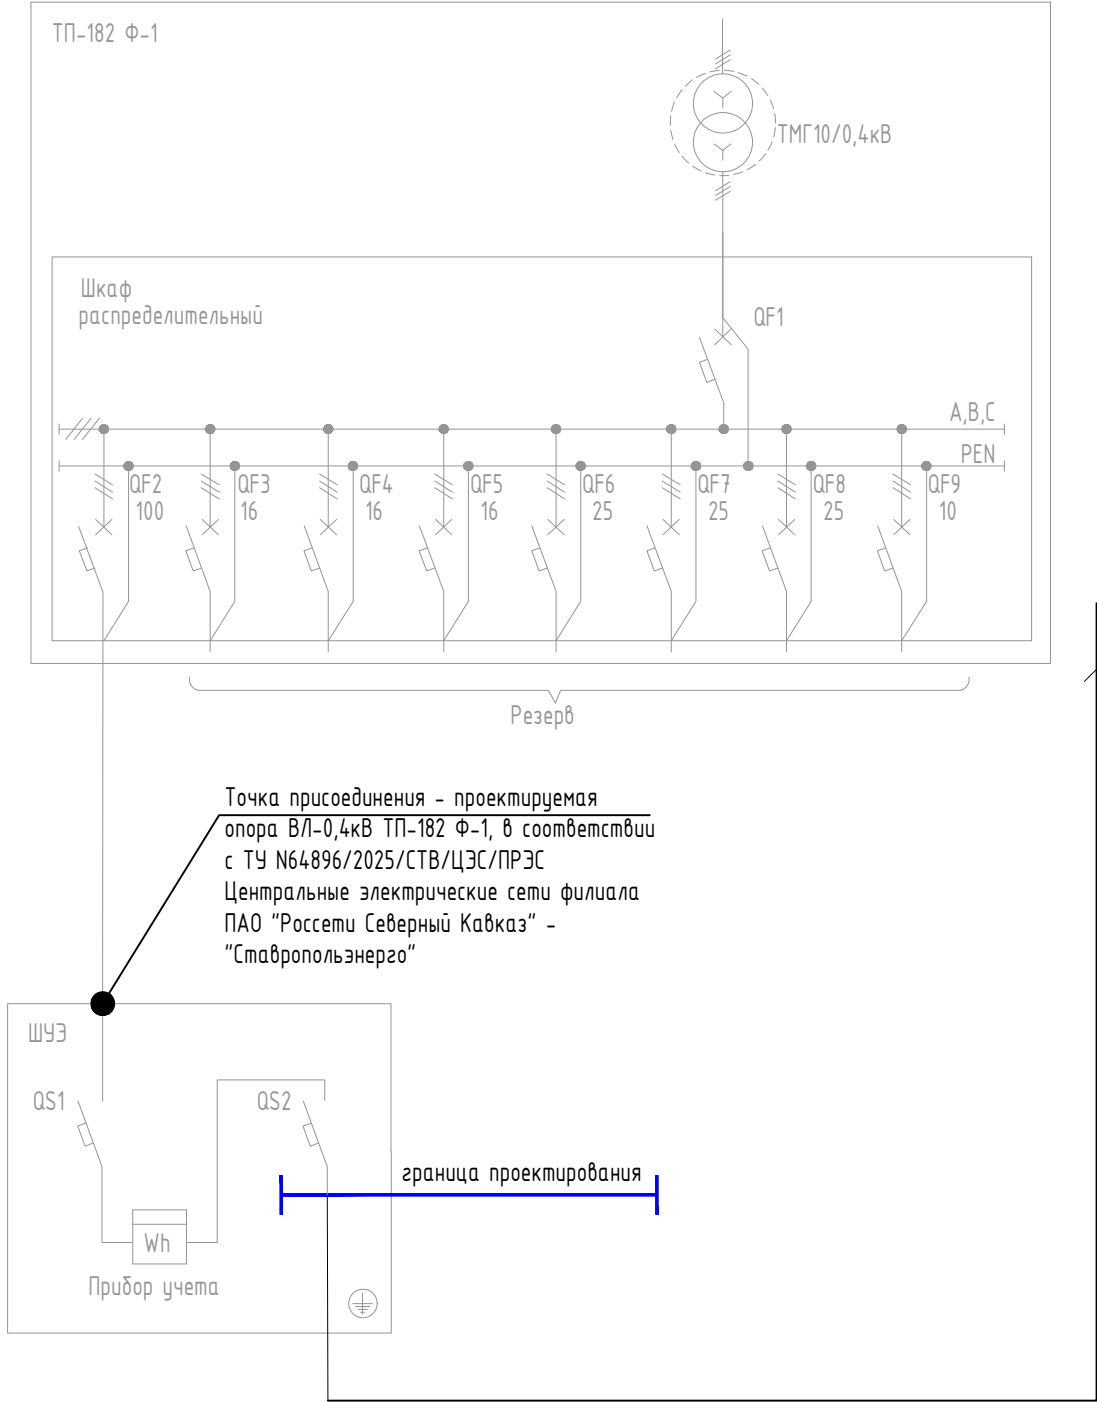 ТП-182 Ф-1
ТМГ10/0,4кВ
Шкаф
распределительный
QF1
A,B,C
PEN
QF2
100
QF3
16
QF4
16
QF5
16
QF6
25
QF7
25
QF8
25
QF9
10
Резерв
Точка присоединения - проектируемая
опора ВЛ-0,4кВ ТП-182 Ф-1, в соответствии
с ТУ N64896/2025/СТВ/ЦЭС/ПРЭС
Центральные электрические сети филиала
ПАО "Россети Северный Кавказ" -
"Ставропольэнерго"
ШУЭ
QS1
QS2
граница проектирования
Wh
Прибор учета